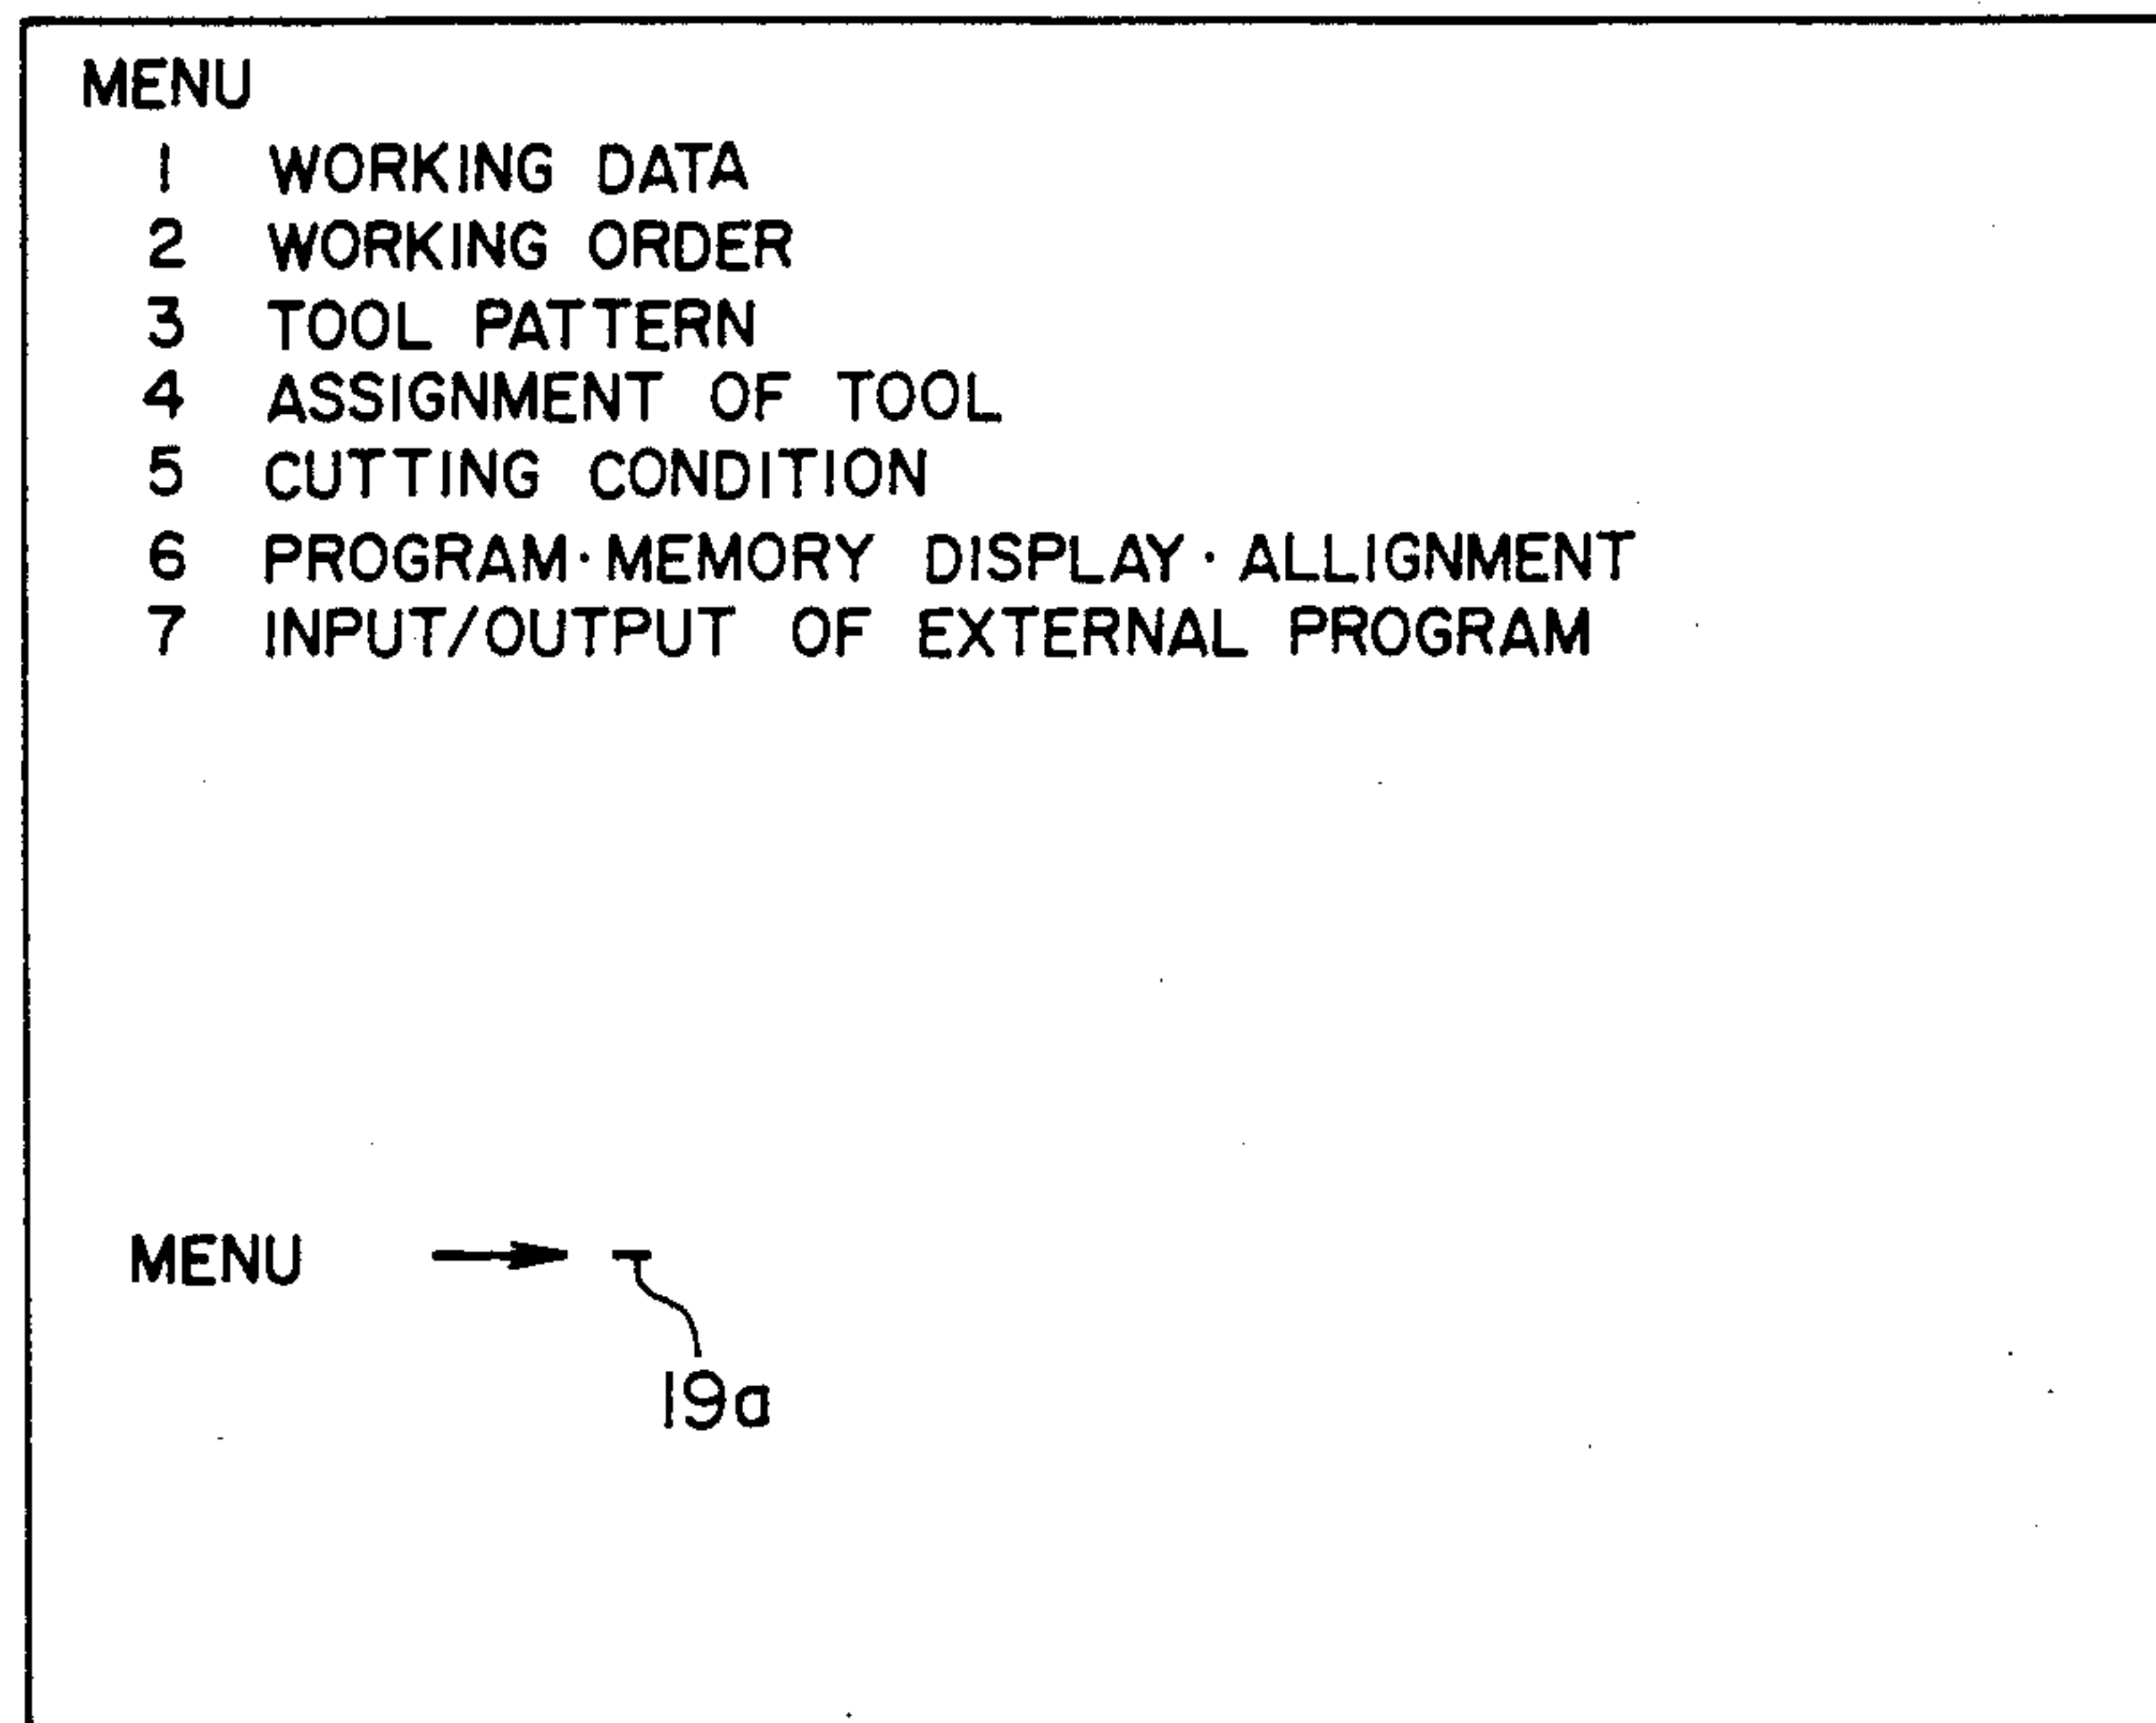 MENU
1 WORKING DATA
2 WORKING ORDER
3 TOOL PATTERN
4 ASSIGNMENT OF TOOL
5 CUTTING CONDITION
6 PROGRAM·MEMORY DISPLAY·ALLIGNMENT
7 INPUT/OUTPUT OF EXTERNAL PROGRAM
MENU → -
19a